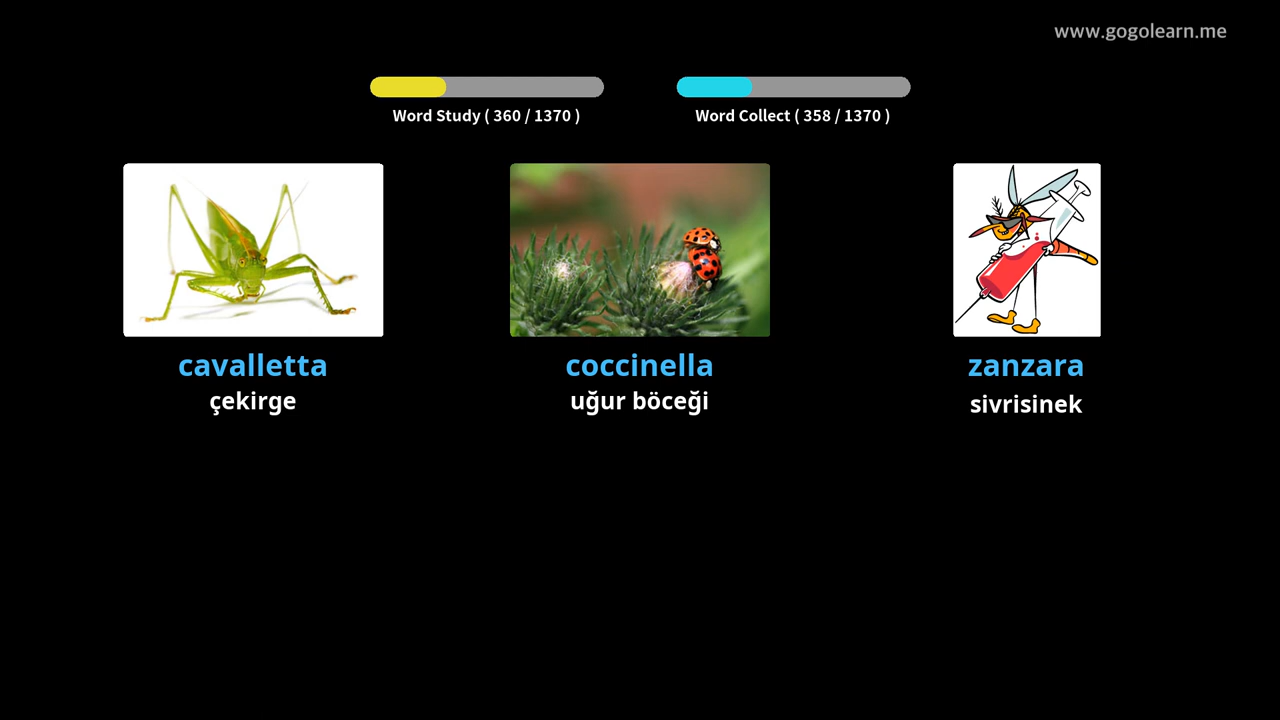 www.gogolearn.me
Word Study ( 360 / 1370 )
Word Collect ( 358 / 1370 )
cavalletta
çekirge
coccinella
uğur böceği
zanzara
sivrisinek